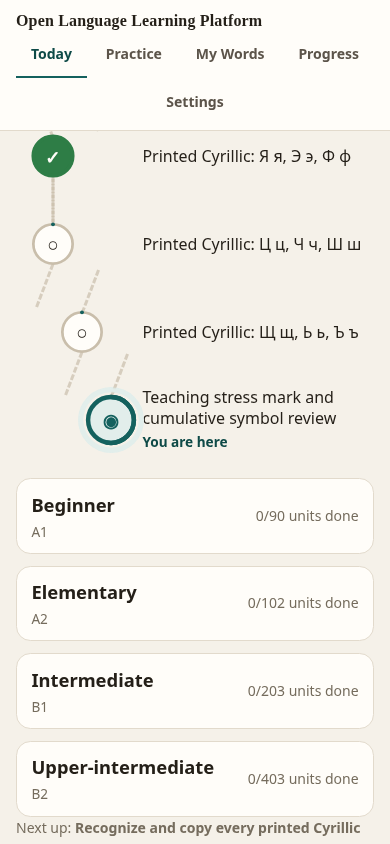 Open Language Learning Platform
Today
Practice
My Words
Progress
Settings
Printed Cyrillic: Я я, Э э, Ф ф
Printed Cyrillic: Ц ц, Ч ч, Ш ш
Printed Cyrillic: Щ щ, Ь ь, Ъ ъ
Teaching stress mark and
cumulative symbol review
You are here
Beginner
A1
0/90 units done
Elementary
A2
0/102 units done
Intermediate
B1
0/203 units done
Upper-intermediate
B2
0/403 units done
Next up: Recognize and copy every printed Cyrillic